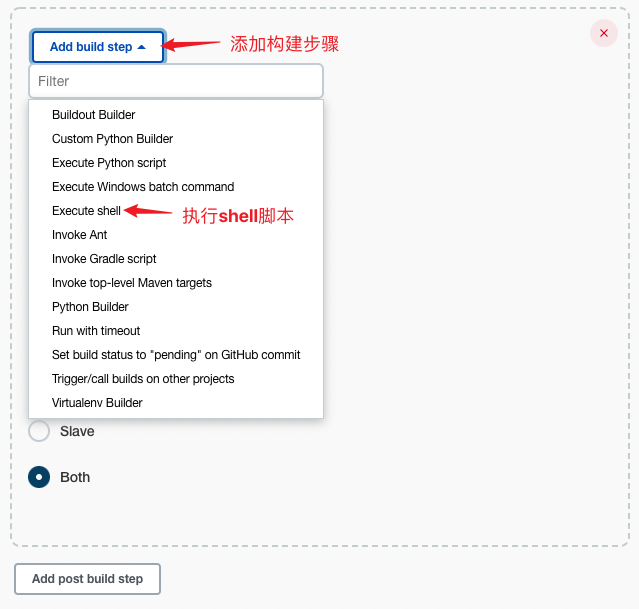 Add build step
添加构建步骤
Filter
Buildout Builder
Custom Python Builder
Execute Python script
Execute Windows batch command
Execute shell
执行shell脚本
Invoke Ant
Invoke Gradle script
Invoke top-level Maven targets
Python Builder
Run with timeout
Set build status to "pending" on GitHub commit
Trigger/call builds on other projects
Virtualenv Builder
Slave
Both
Add post build step